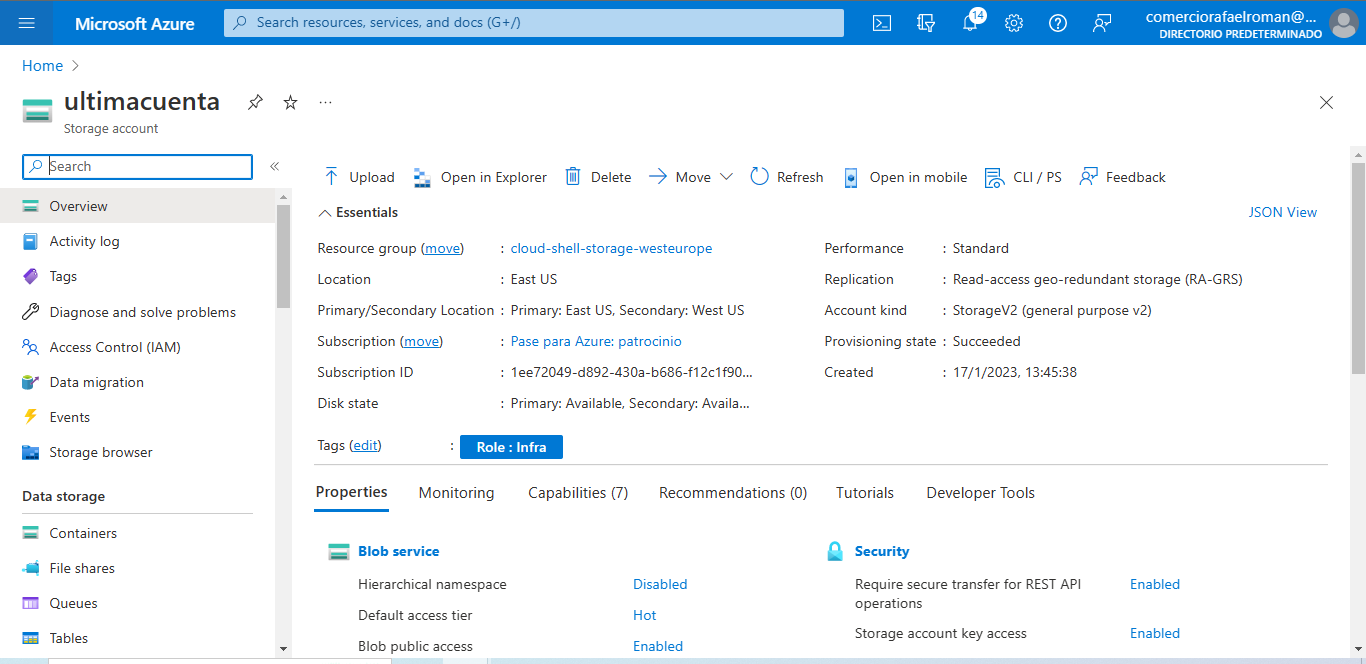 Microsoft Azure
Search resources, services, and docs (G+/)
14
comerciorafaelroman@...
DIRECTORIO PREDETERMINADO
Home
ultimacuenta
Storage account
Search
Overview
Activity log
Tags
Diagnose and solve problems
Access Control (IAM)
Data migration
Events
Storage browser
Data storage
Containers
File shares
Queues
Tables
Upload
Open in Explorer
Delete
Move
Refresh
Open in mobile
CLI / PS
Feedback
Essentials
JSON View
Resource group (move) : cloud-shell-storage-westeurope
Location : East US
Primary/Secondary Location : Primary: East US, Secondary: West US
Subscription (move) : Pase para Azure: patrocinio
Subscription ID : 1ee72049-d892-430a-b686-f12c1f90...
Disk state : Primary: Available, Secondary: Availa...
Performance : Standard
Replication : Read-access geo-redundant storage (RA-GRS)
Account kind : StorageV2 (general purpose v2)
Provisioning state : Succeeded
Created : 17/1/2023, 13:45:38
Tags (edit) : Role : Infra
Properties
Monitoring
Capabilities (7)
Recommendations (0)
Tutorials
Developer Tools
Blob service
Hierarchical namespace Disabled
Default access tier Hot
Blob public access Enabled
Security
Require secure transfer for REST API Enabled
operations
Storage account key access Enabled